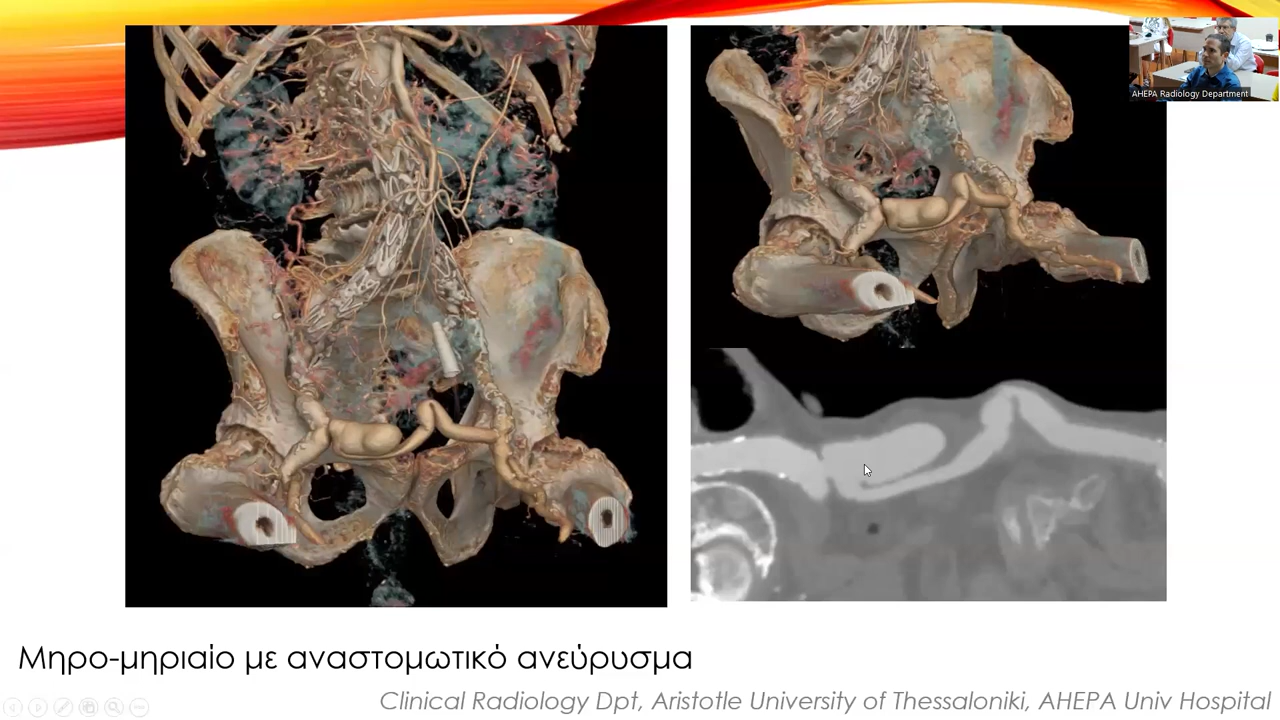 AHEPA Radiology Department
Μηρο-μηριαίο με αναστομωτικό ανεύρυσμα
Clinical Radiology Dpt, Aristotle University of Thessaloniki, AHEPA Univ Hospital